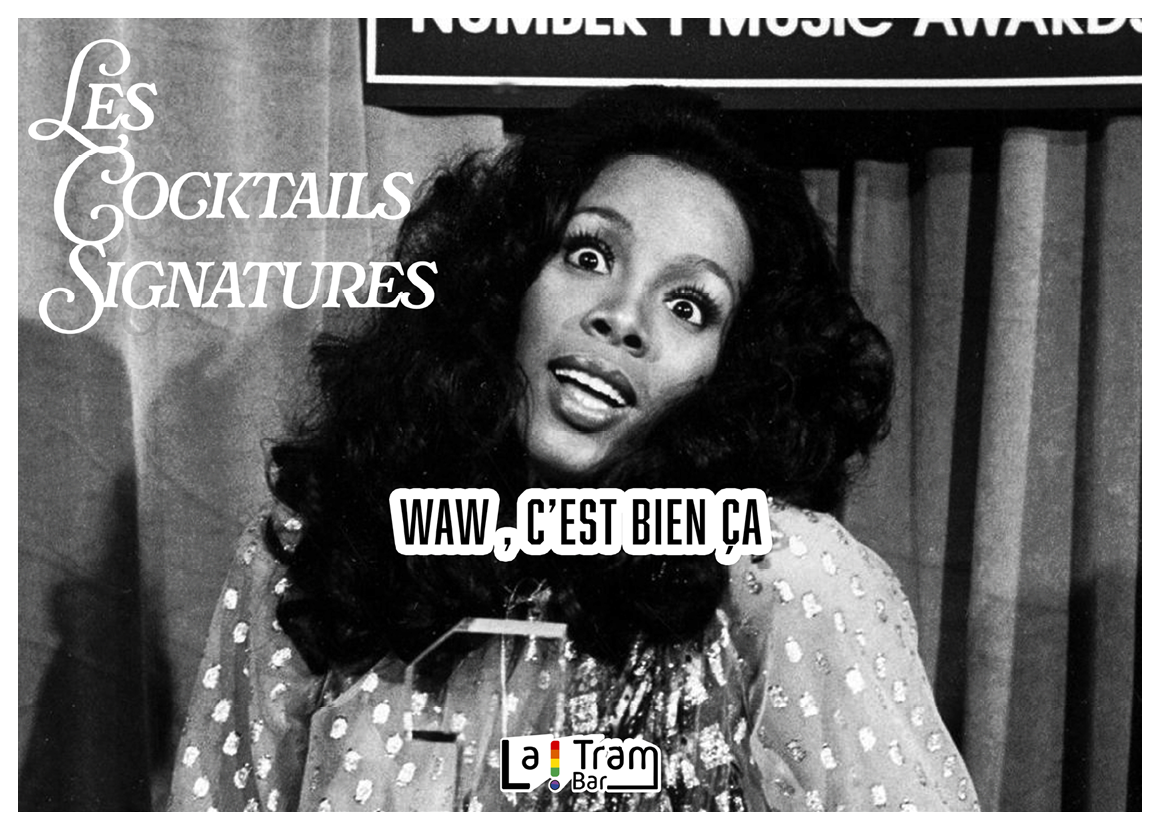 NUMBER 1 MUSIC AWARDS
LES
COCKTAILS
SIGNATURES
WAW, C'EST BIEN ÇA
La! Tram
Bar